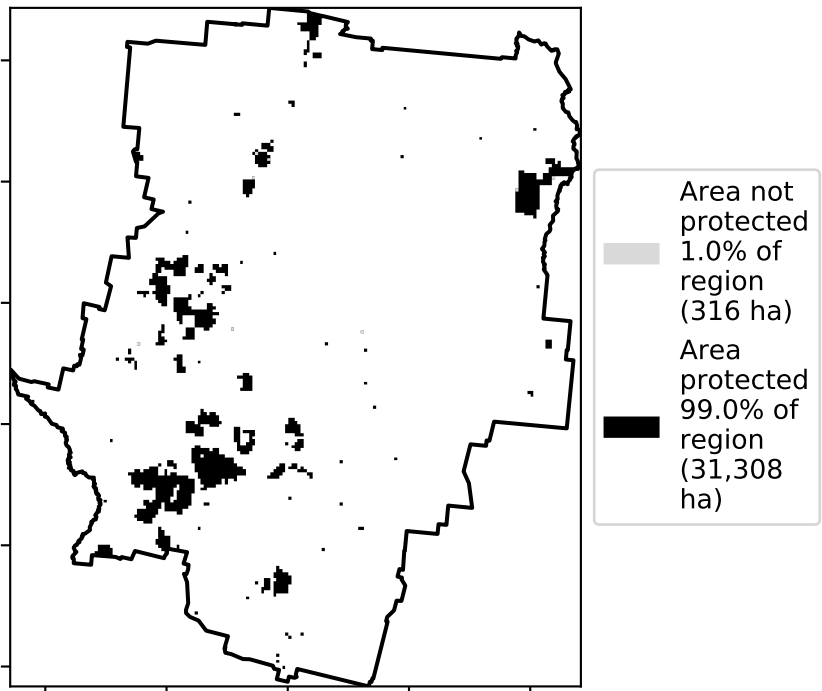 Area not
protected
1.0% of
region
(316 ha)
Area
protected
99.0% of
region
(31,308
ha)